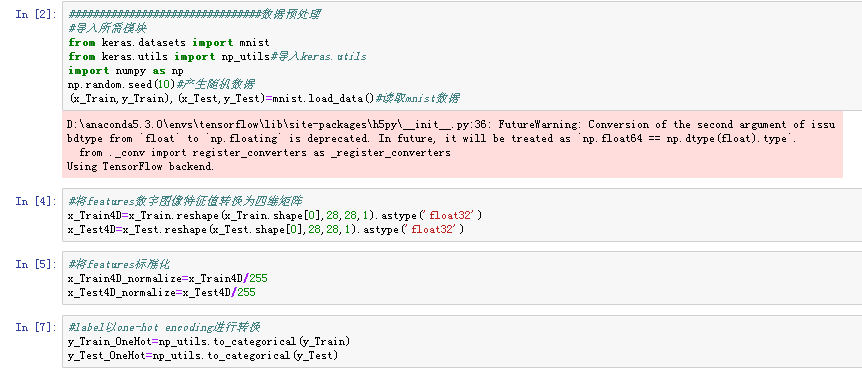 In [2]:
################################数据预处理
#导入所需模块
from keras.datasets import mnist
from keras.utils import np_utils#导入keras.utils
import numpy as np
np.random.seed(10)#产生随机数据
(x_Train,y_Train),(x_Test,y_Test)=mnist.load_data()#读取mnist数据
D:\anaconda5.3.0\envs\tensorflow\lib\site-packages\h5py\__init__.py:36: FutureWarning: Conversion of the second argument of issu
bdtype from `float` to `np.floating` is deprecated. In future, it will be treated as `np.float64 == np.dtype(float).type`.
from ._conv import register_converters as _register_converters
Using TensorFlow backend.
In [4]:
#将features数字图像特征值转换为四维矩阵
x_Train4D=x_Train.reshape(x_Train.shape[0],28,28,1).astype('float32')
x_Test4D=x_Test.reshape(x_Test.shape[0],28,28,1).astype('float32')
In [5]:
#将features标准化
x_Train4D_normalize=x_Train4D/255
x_Test4D_normalize=x_Test4D/255
In [7]:
#label以one-hot encoding进行转换
y_Train_OneHot=np_utils.to_categorical(y_Train)
y_Test_OneHot=np_utils.to_categorical(y_Test)